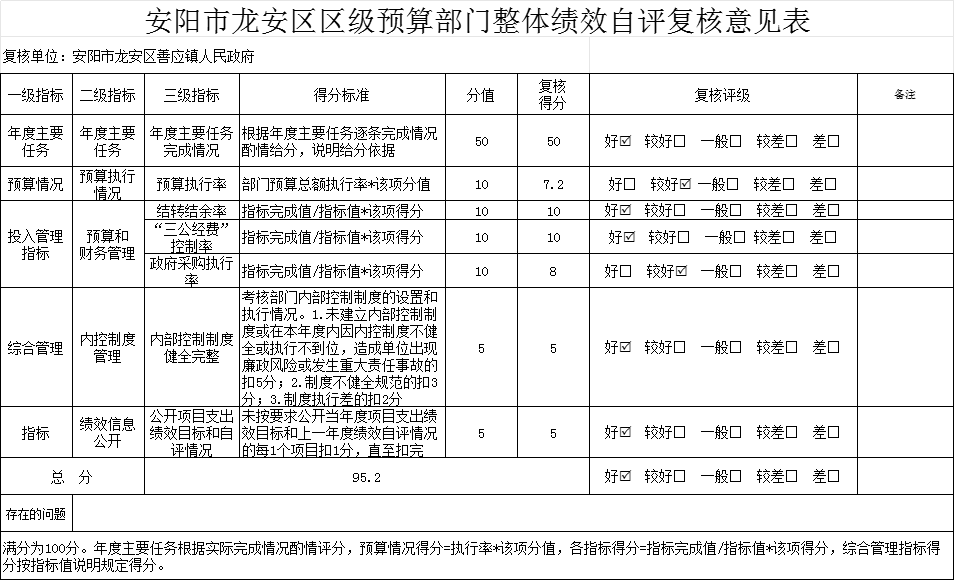 安阳市龙安区区级预算部门整体绩效自评复核意见表
复核单位：安阳市龙安区善应镇人民政府
一级指标 二级指标 三级指标 得分标准 分值 复核得分 复核评级 备注
年度主要任务 年度主要任务 年度主要任务完成情况 根据年度主要任务逐条完成情况酌情给分，说明给分依据 50 50 好☑ 较好□ 一般□ 较差□ 差□
预算情况 预算执行情况 预算执行率 部门预算总额执行率*该项分值 10 7.2 好□ 较好☑ 一般□ 较差□ 差□
投入管理指标 预算和财务管理 结转结余率 指标完成值/指标值*该项得分 10 10 好☑ 较好□ 一般□ 较差□ 差□
“三公经费”控制率 指标完成值/指标值*该项得分 10 10 好☑ 较好□ 一般□ 较差□ 差□
政府采购执行率 指标完成值/指标值*该项得分 10 8 好□ 较好☑ 一般□ 较差□ 差□
综合管理 内控制度管理 内部控制制度健全完整 考核部门内部控制制度的设置和执行情况。1.未建立内部控制制度或在本年度内因内控制度不健全或执行不到位，造成单位出现廉政风险或发生重大责任事故的扣5分；2.制度不健全规范的扣3分；3.制度执行差的扣2分 5 5 好☑ 较好□ 一般□ 较差□ 差□
指标 绩效信息公开 公开项目支出绩效目标和自评情况 未按要求公开当年度项目支出绩效目标和上一年度绩效自评情况的每1个项目扣1分，直至扣完 5 5 好☑ 较好□ 一般□ 较差□ 差□
总 分 95.2 好☑ 较好□ 一般□ 较差□ 差□
存在的问题
满分为100分。年度主要任务根据实际完成情况酌情评分，预算情况得分=执行率*该项分值，各指标得分=指标完成值/指标值*该项得分，综合管理指标得
分按指标值说明规定得分。